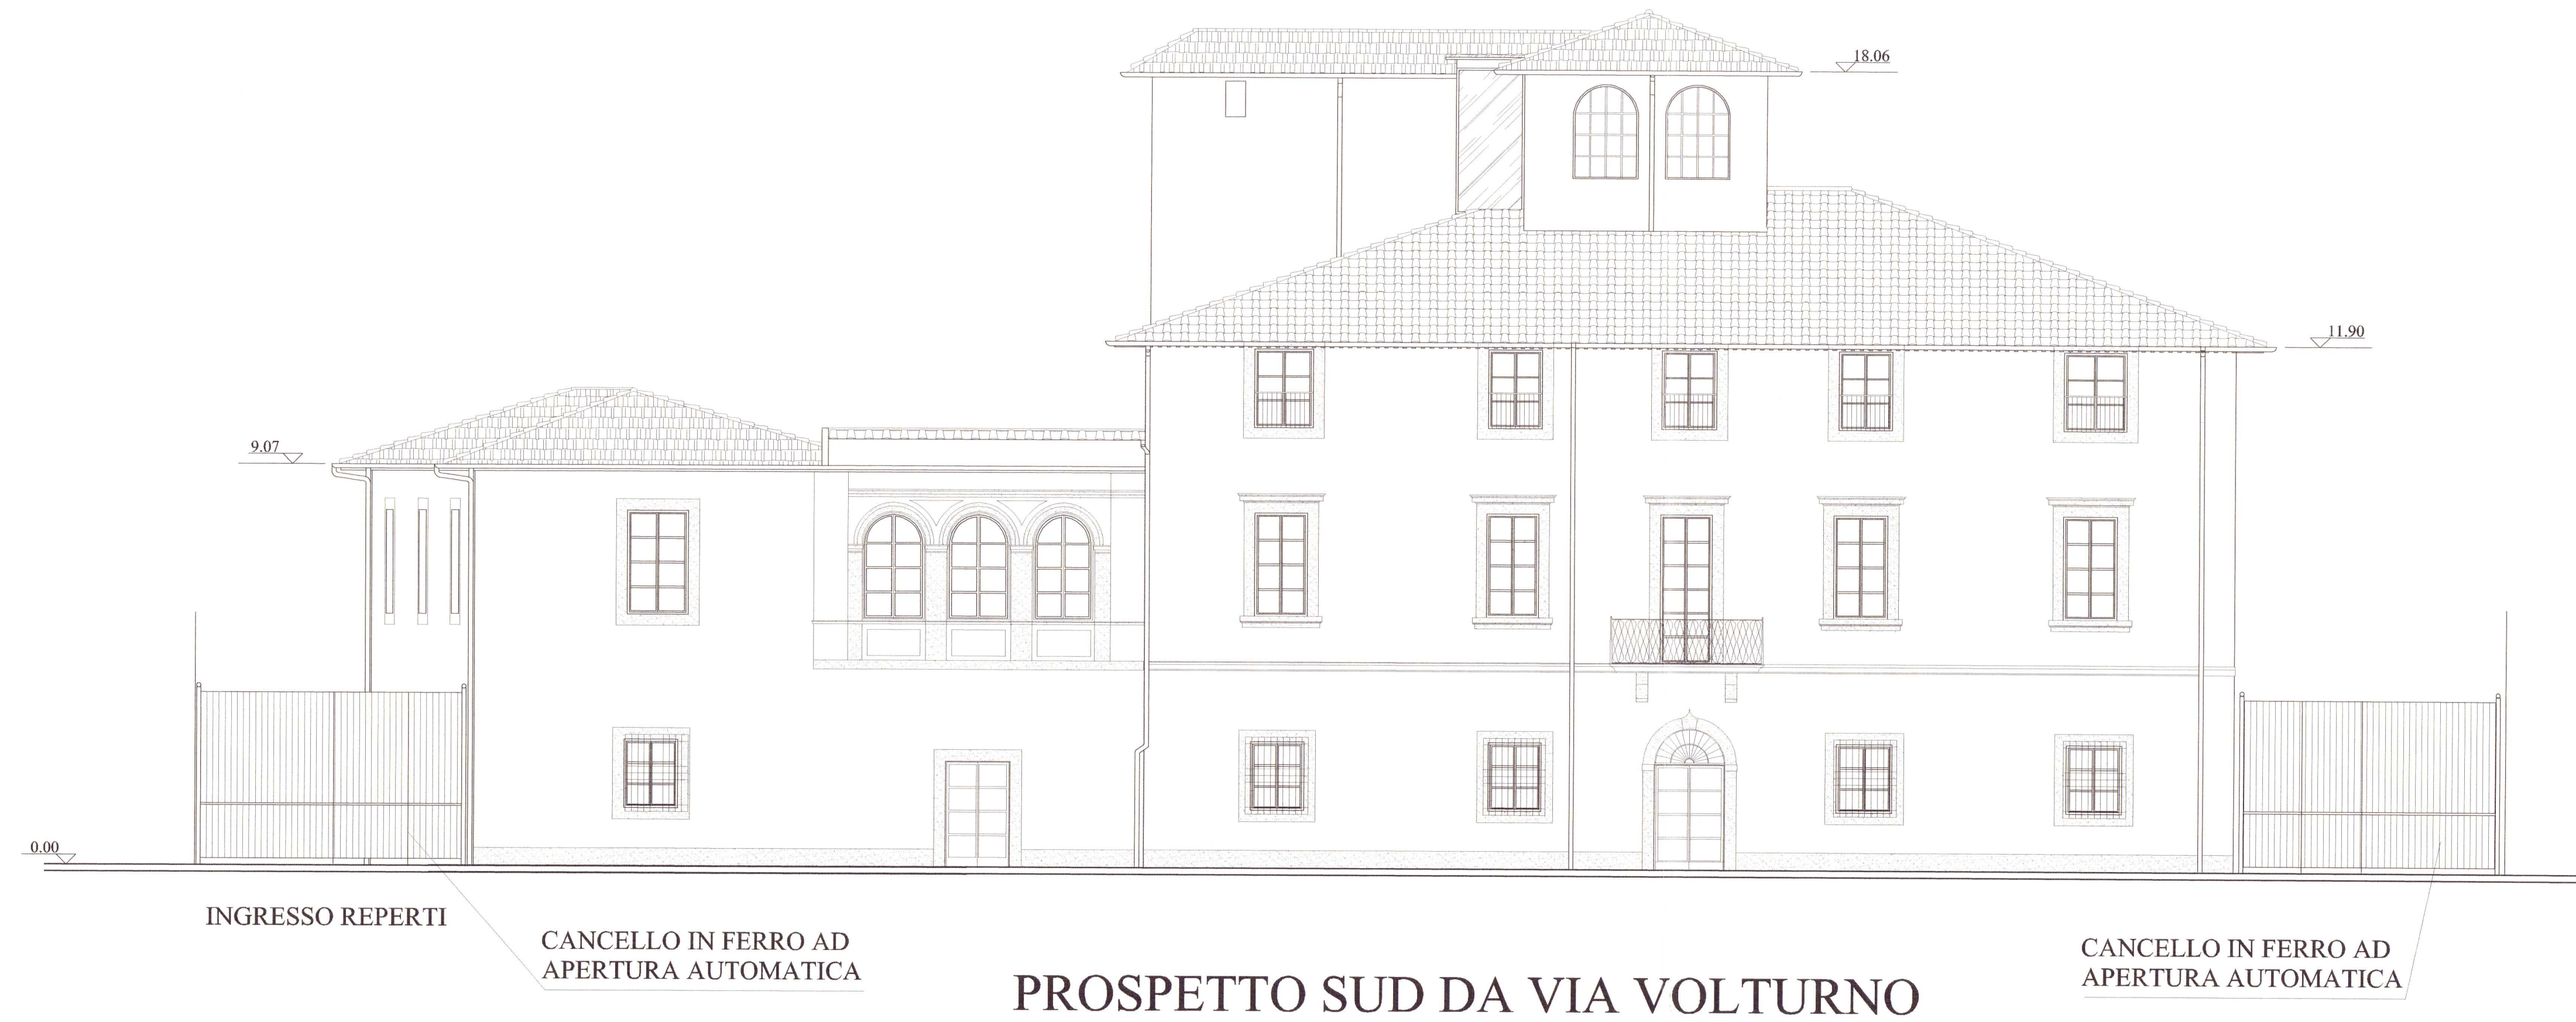 18.06
11.90
9.07
0.00
INGRESSO REPERTI
CANCELLO IN FERRO AD
APERTURA AUTOMATICA
CANCELLO IN FERRO AD
APERTURA AUTOMATICA
PROSPETTO SUD DA VIA VOLTURNO